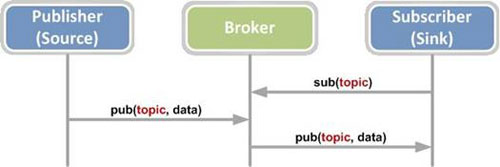 Publisher
(Source)
Broker
Subscriber
(Sink)
sub(topic)
pub(topic, data)
pub(topic, data)